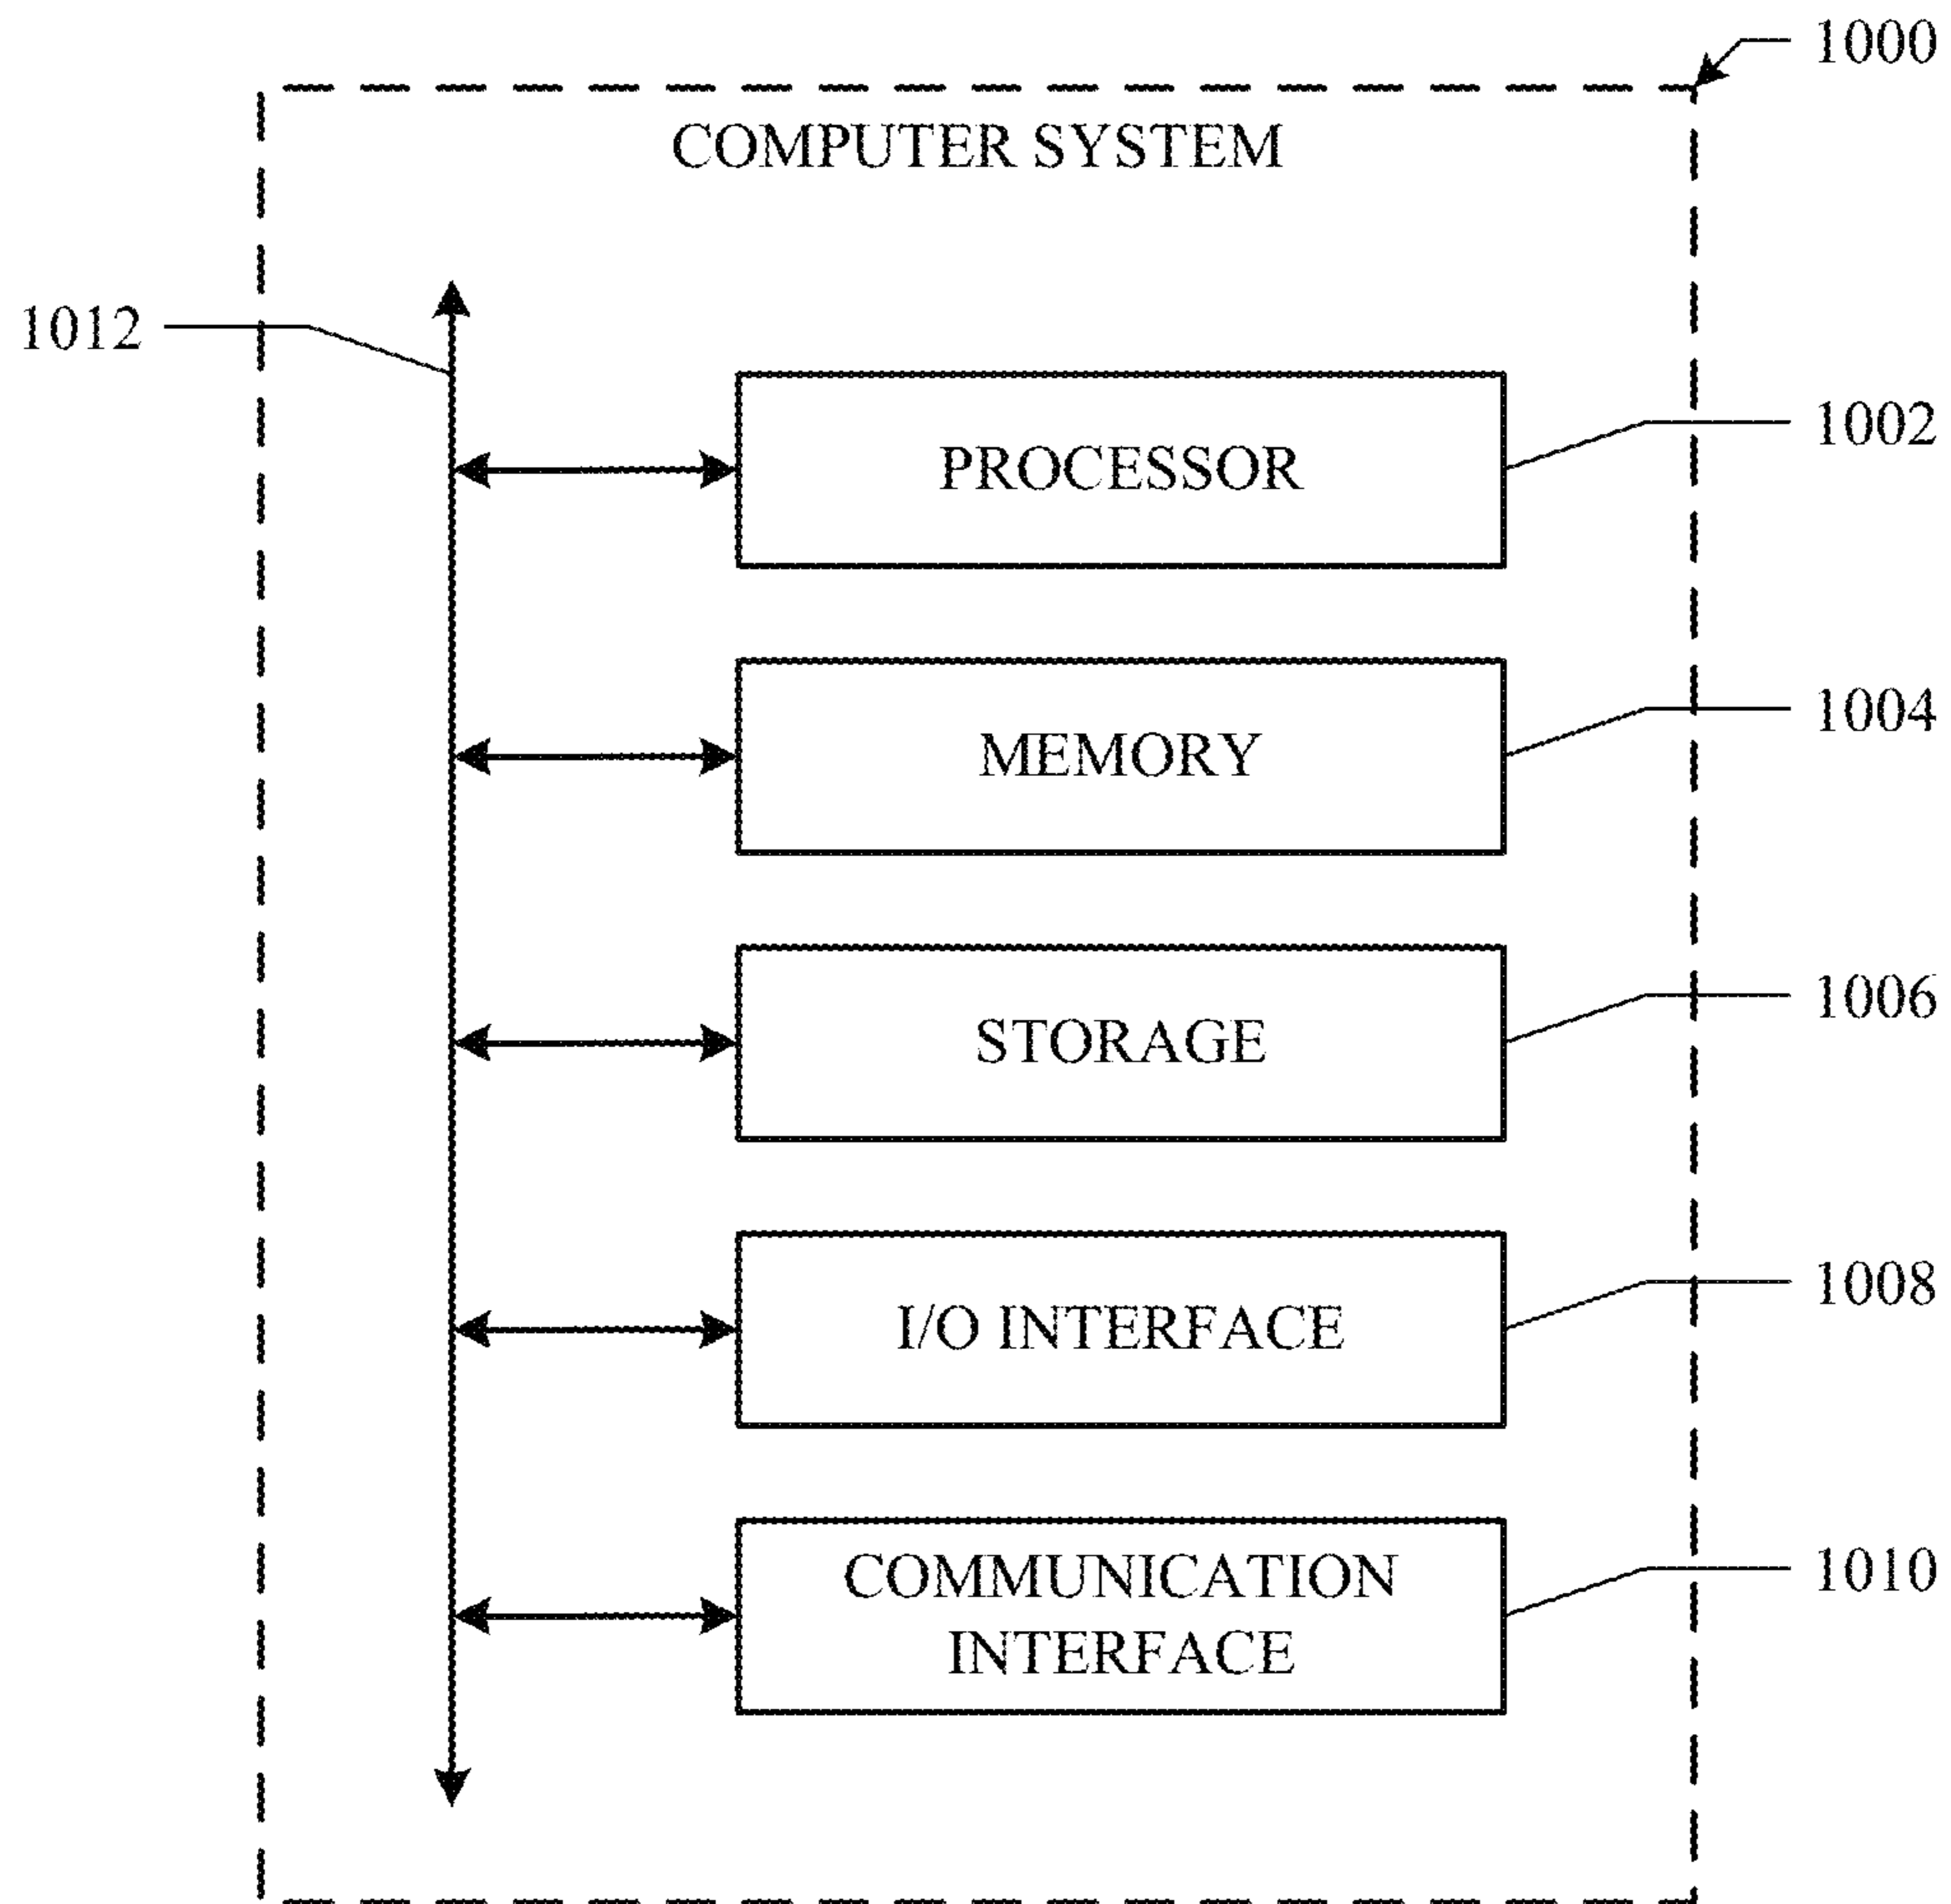 1000
COMPUTER SYSTEM
1012
PROCESSOR
1002
MEMORY
1004
STORAGE
1006
I/O INTERFACE
1008
COMMUNICATION
INTERFACE
1010